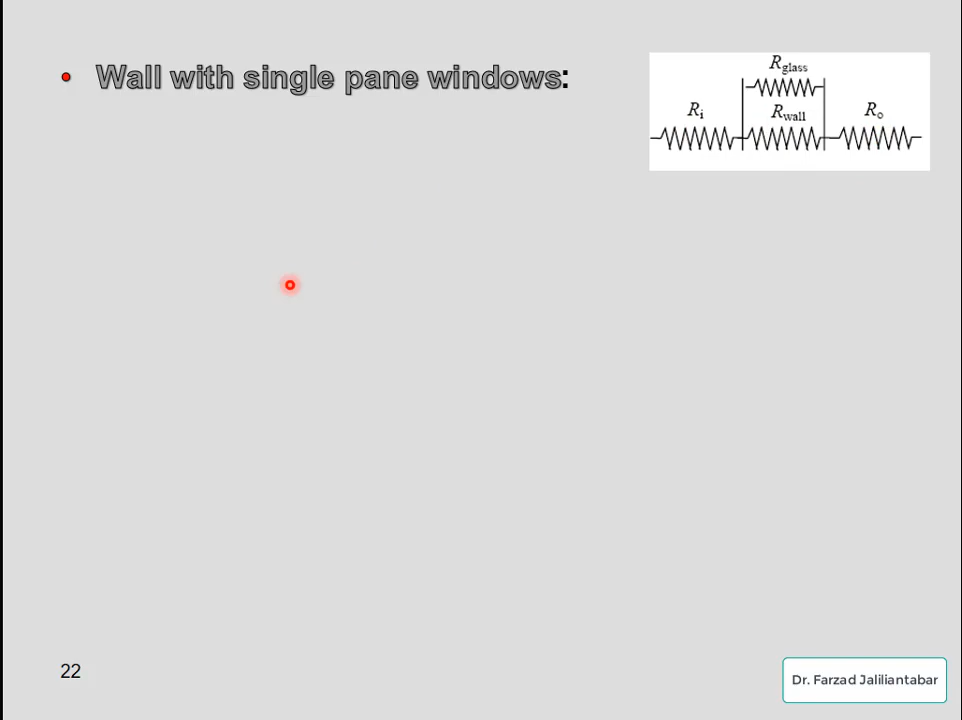 • Wall with single pane windows:
Rglass
Ri
Rwall
Ro
22
Dr. Farzad Jaliliantabar